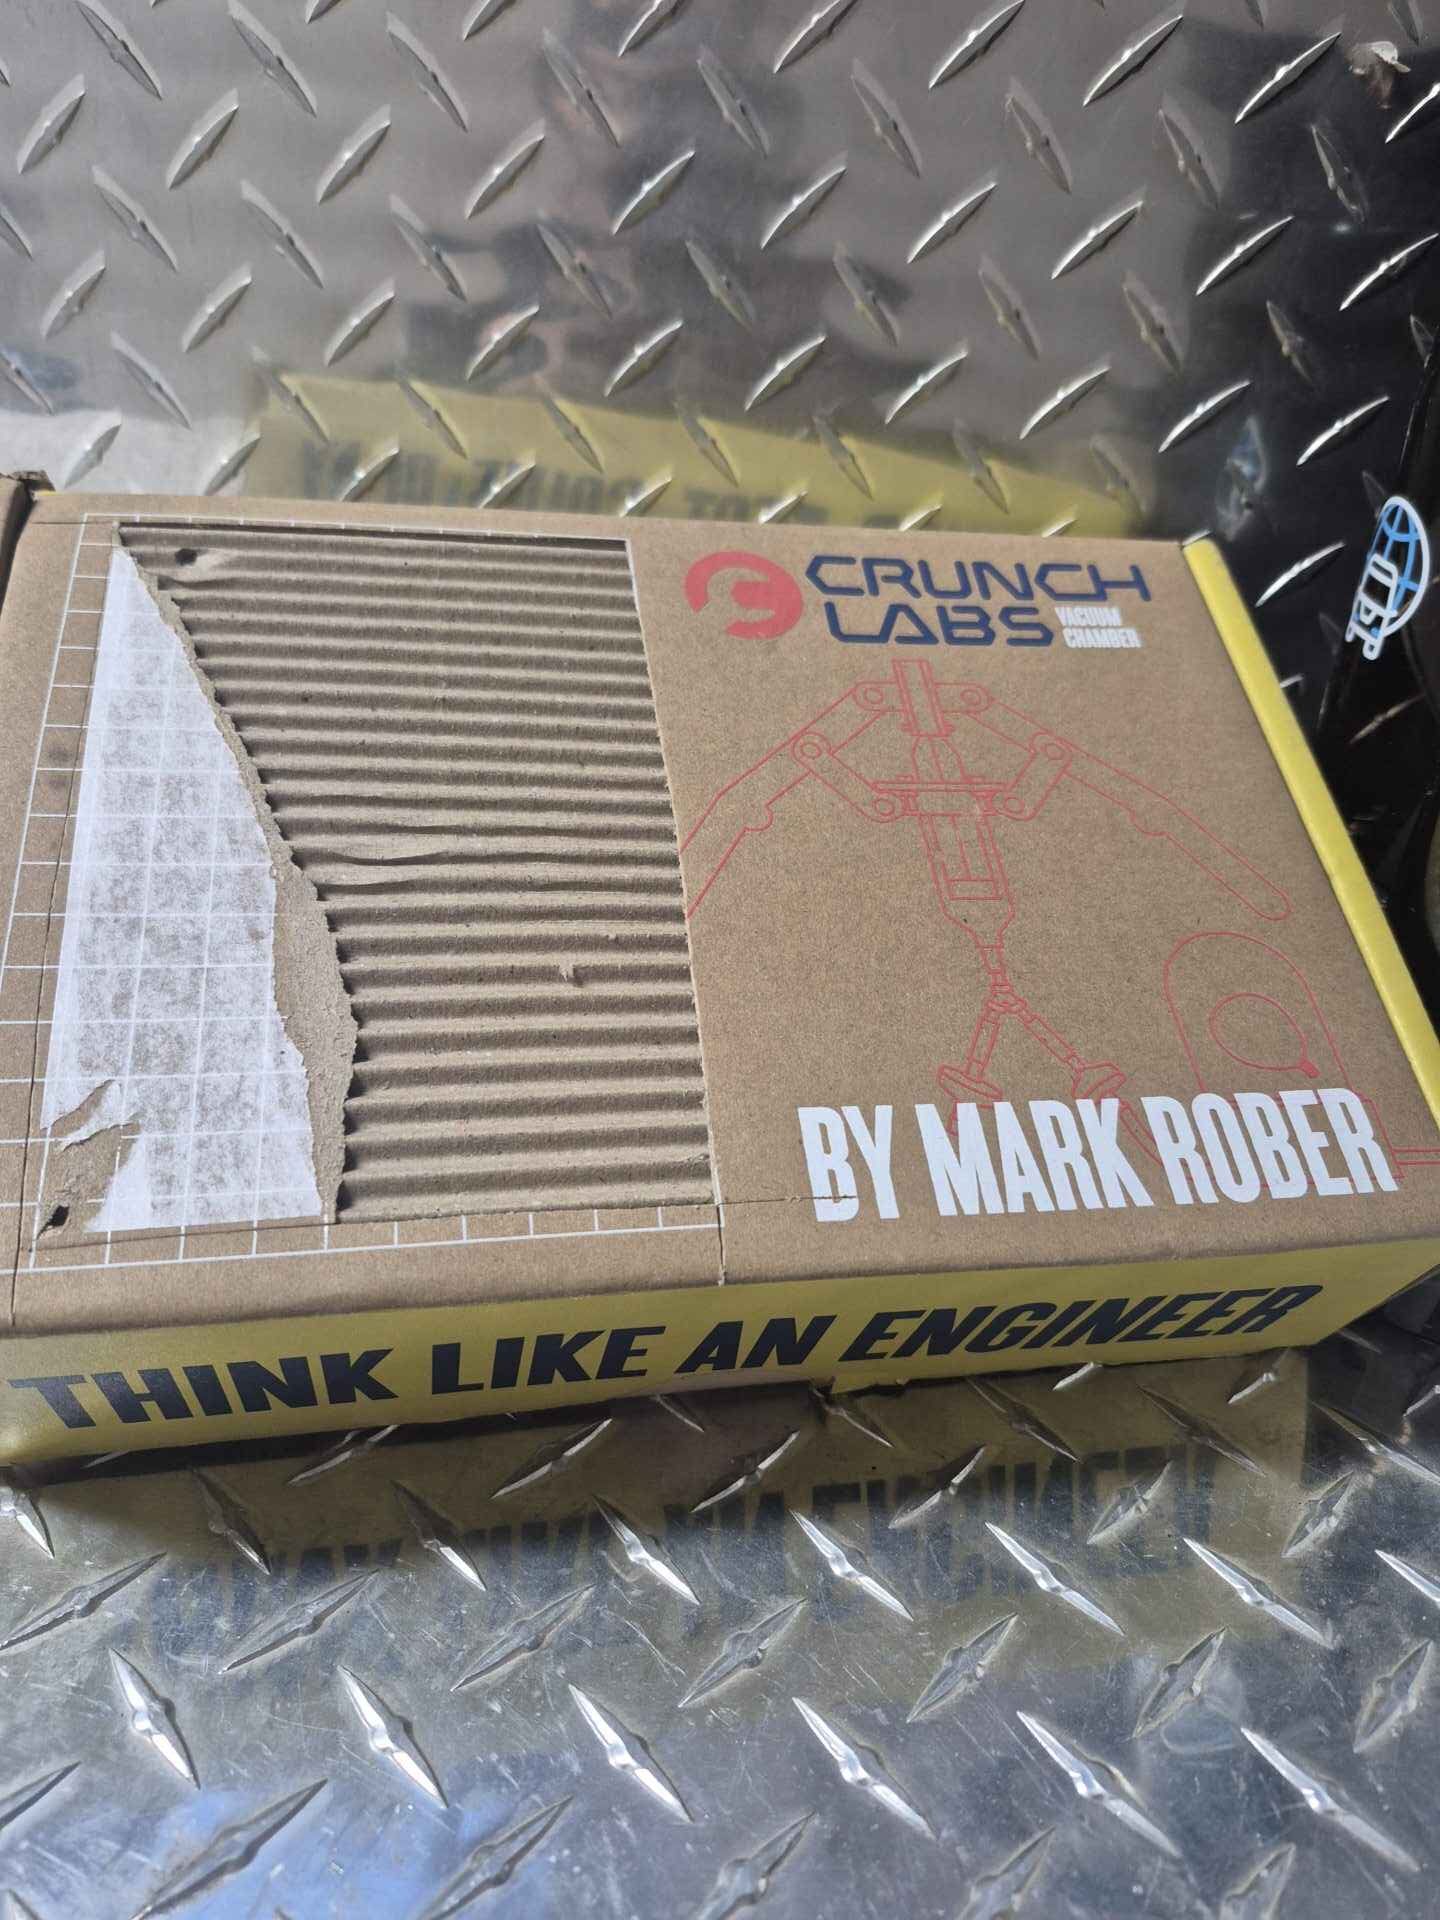 CRUNCH
LABS
VACUUM
CHAMBER
BY MARK ROBER
THINK LIKE AN ENGINEER